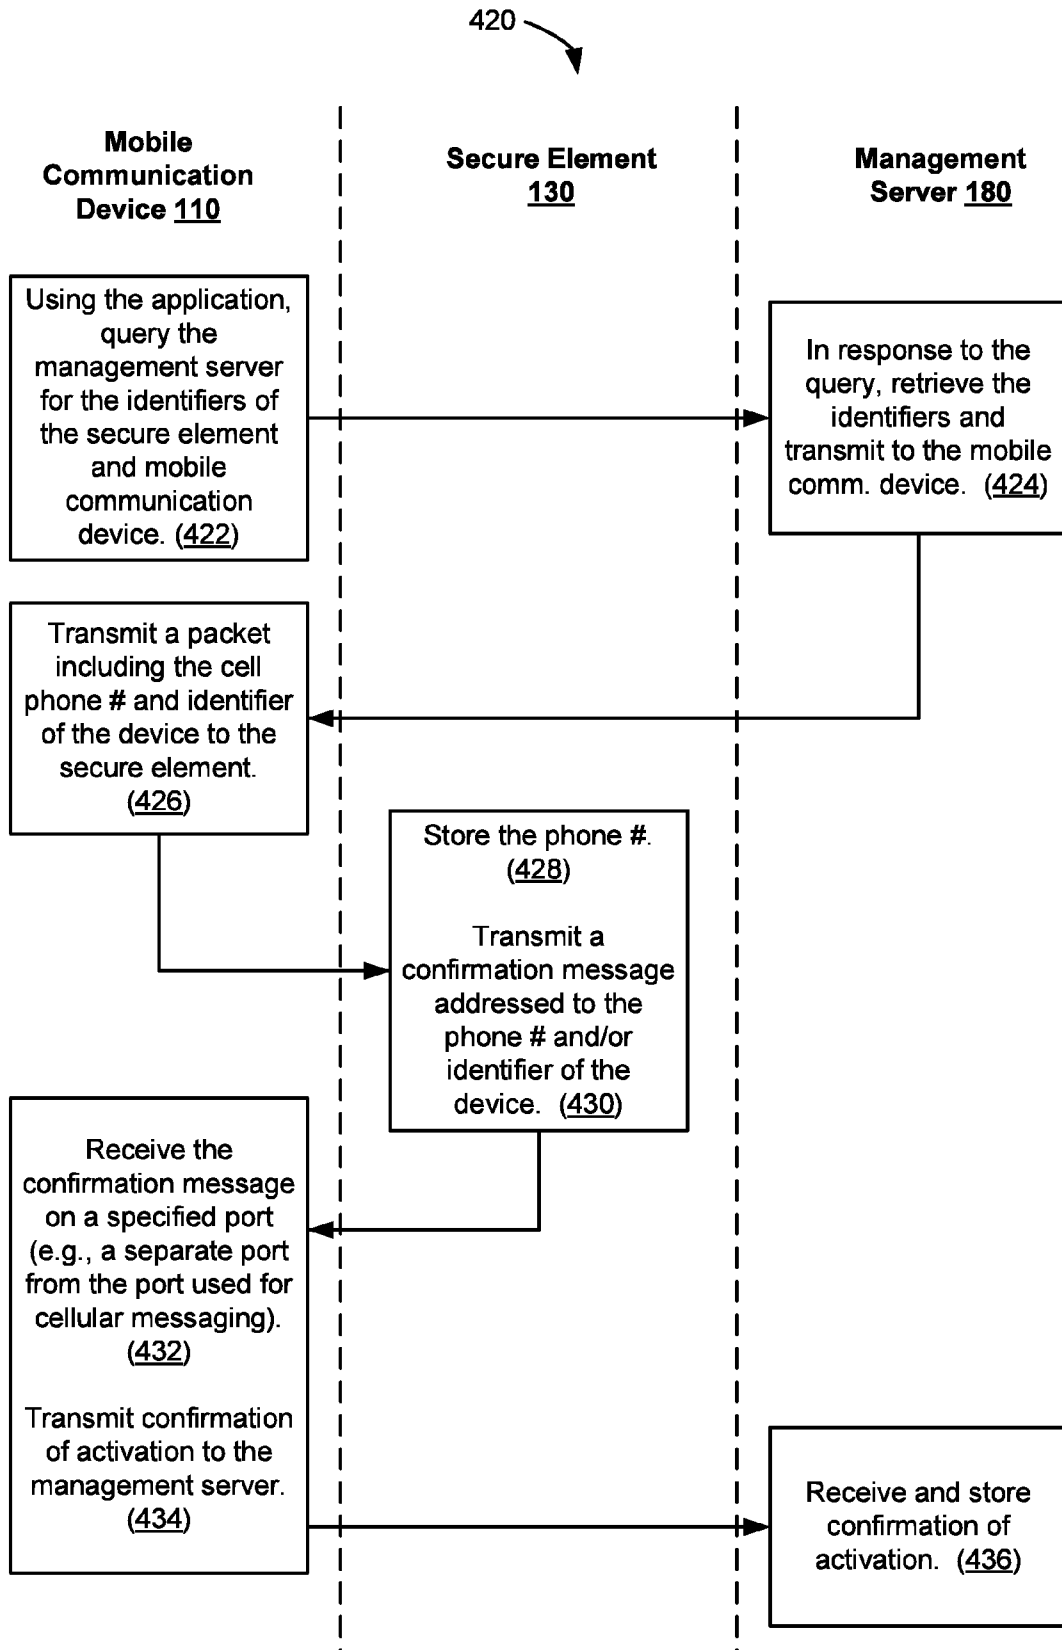 420
Mobile
Communication
Device 110
Secure Element
130
Management
Server 180
Using the application,
query the
management server
for the identifiers of
the secure element
and mobile
communication
device. (422)
In response to the
query, retrieve the
identifiers and
transmit to the mobile
comm. device. (424)
Transmit a packet
including the cell
phone # and identifier
of the device to the
secure element.
(426)
Store the phone #.
(428)
Transmit a
confirmation message
addressed to the
phone # and/or
identifier of the
device. (430)
Receive the
confirmation message
on a specified port
(e.g., a separate port
from the port used for
cellular messaging).
(432)
Transmit confirmation
of activation to the
management server.
(434)
Receive and store
confirmation of
activation. (436)